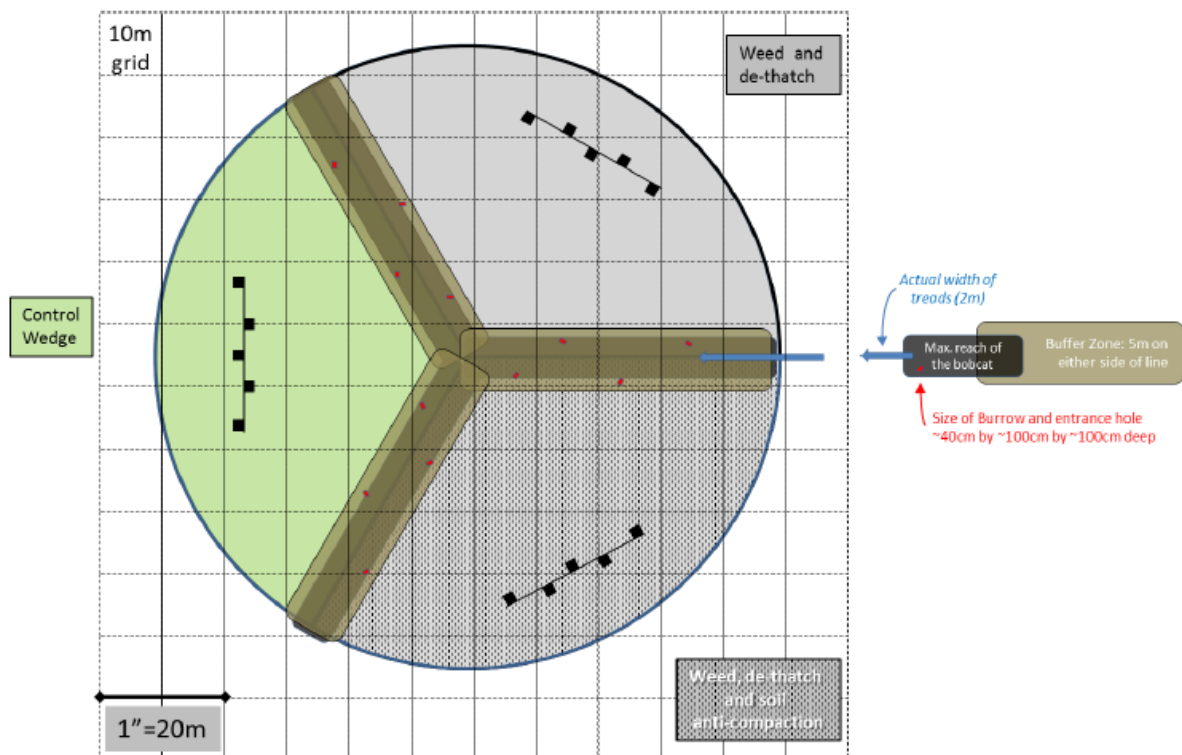 10m
grid
Weed and
de-thatch
Control
Wedge
Actual width of
treads (2m)
Max. reach of
the bobcat
Buffer Zone: 5m on
either side of line
Size of Burrow and entrance hole
~40cm by ~100cm by ~100cm deep
Weed, de-thatch
and soil
anti-compaction
1”=20m